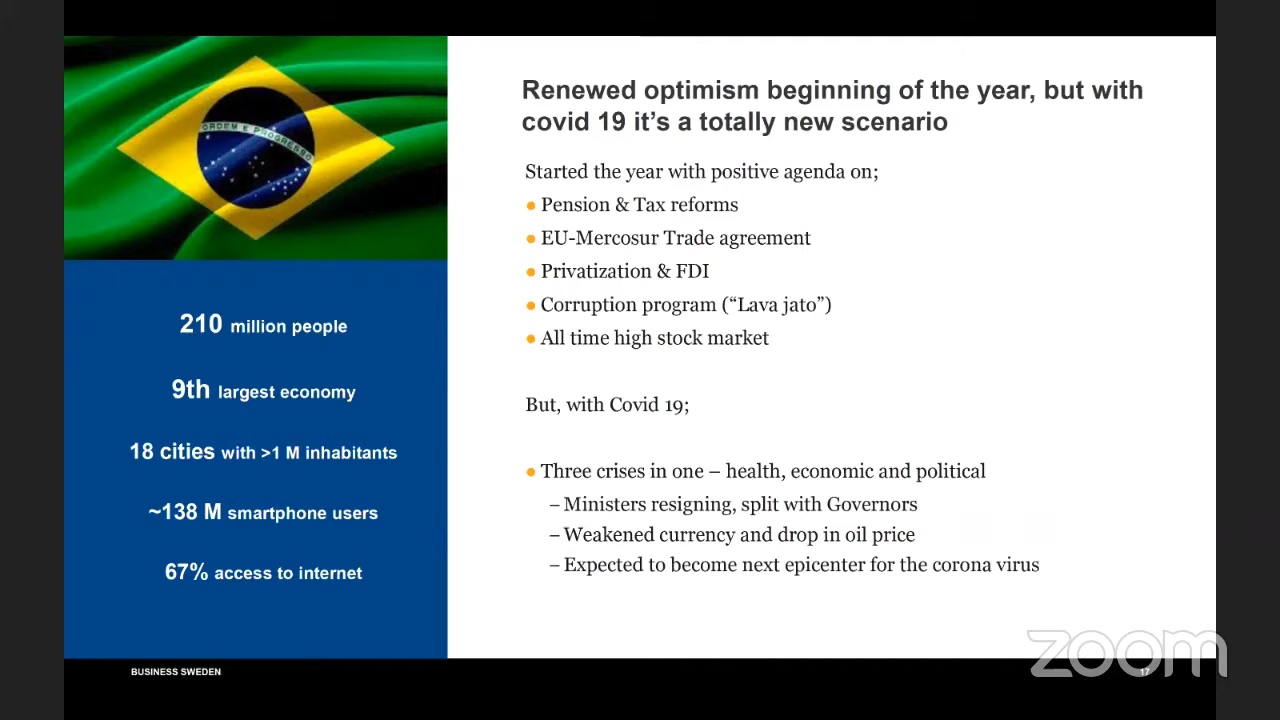 ORDEM E PROGRESSO
Renewed optimism beginning of the year, but with
covid 19 it’s a totally new scenario
Started the year with positive agenda on;
● Pension & Tax reforms
● EU-Mercosur Trade agreement
● Privatization & FDI
● Corruption program (“Lava jato”)
● All time high stock market
But, with Covid 19;
● Three crises in one – health, economic and political
– Ministers resigning, split with Governors
– Weakened currency and drop in oil price
– Expected to become next epicenter for the corona virus
210 million people
9th largest economy
18 cities with >1 M inhabitants
~138 M smartphone users
67% access to internet
BUSINESS SWEDEN
17
zoom